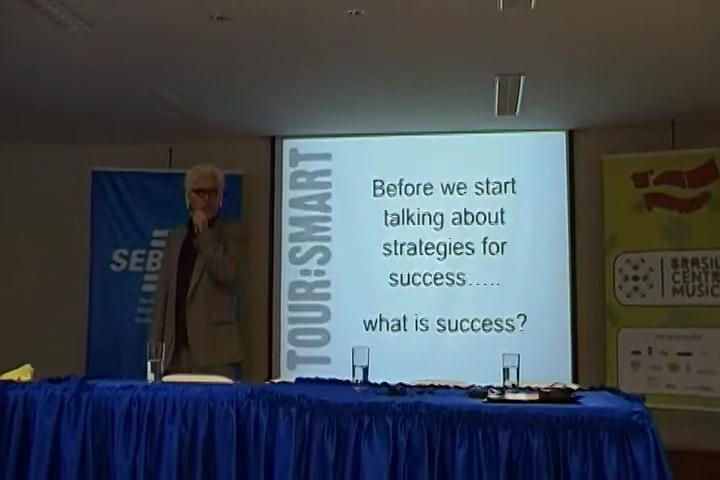 TOUR:SMART
Before we start
talking about
strategies for
success.....
what is success?
SEB
BRASIL
CENTR
MUSIC